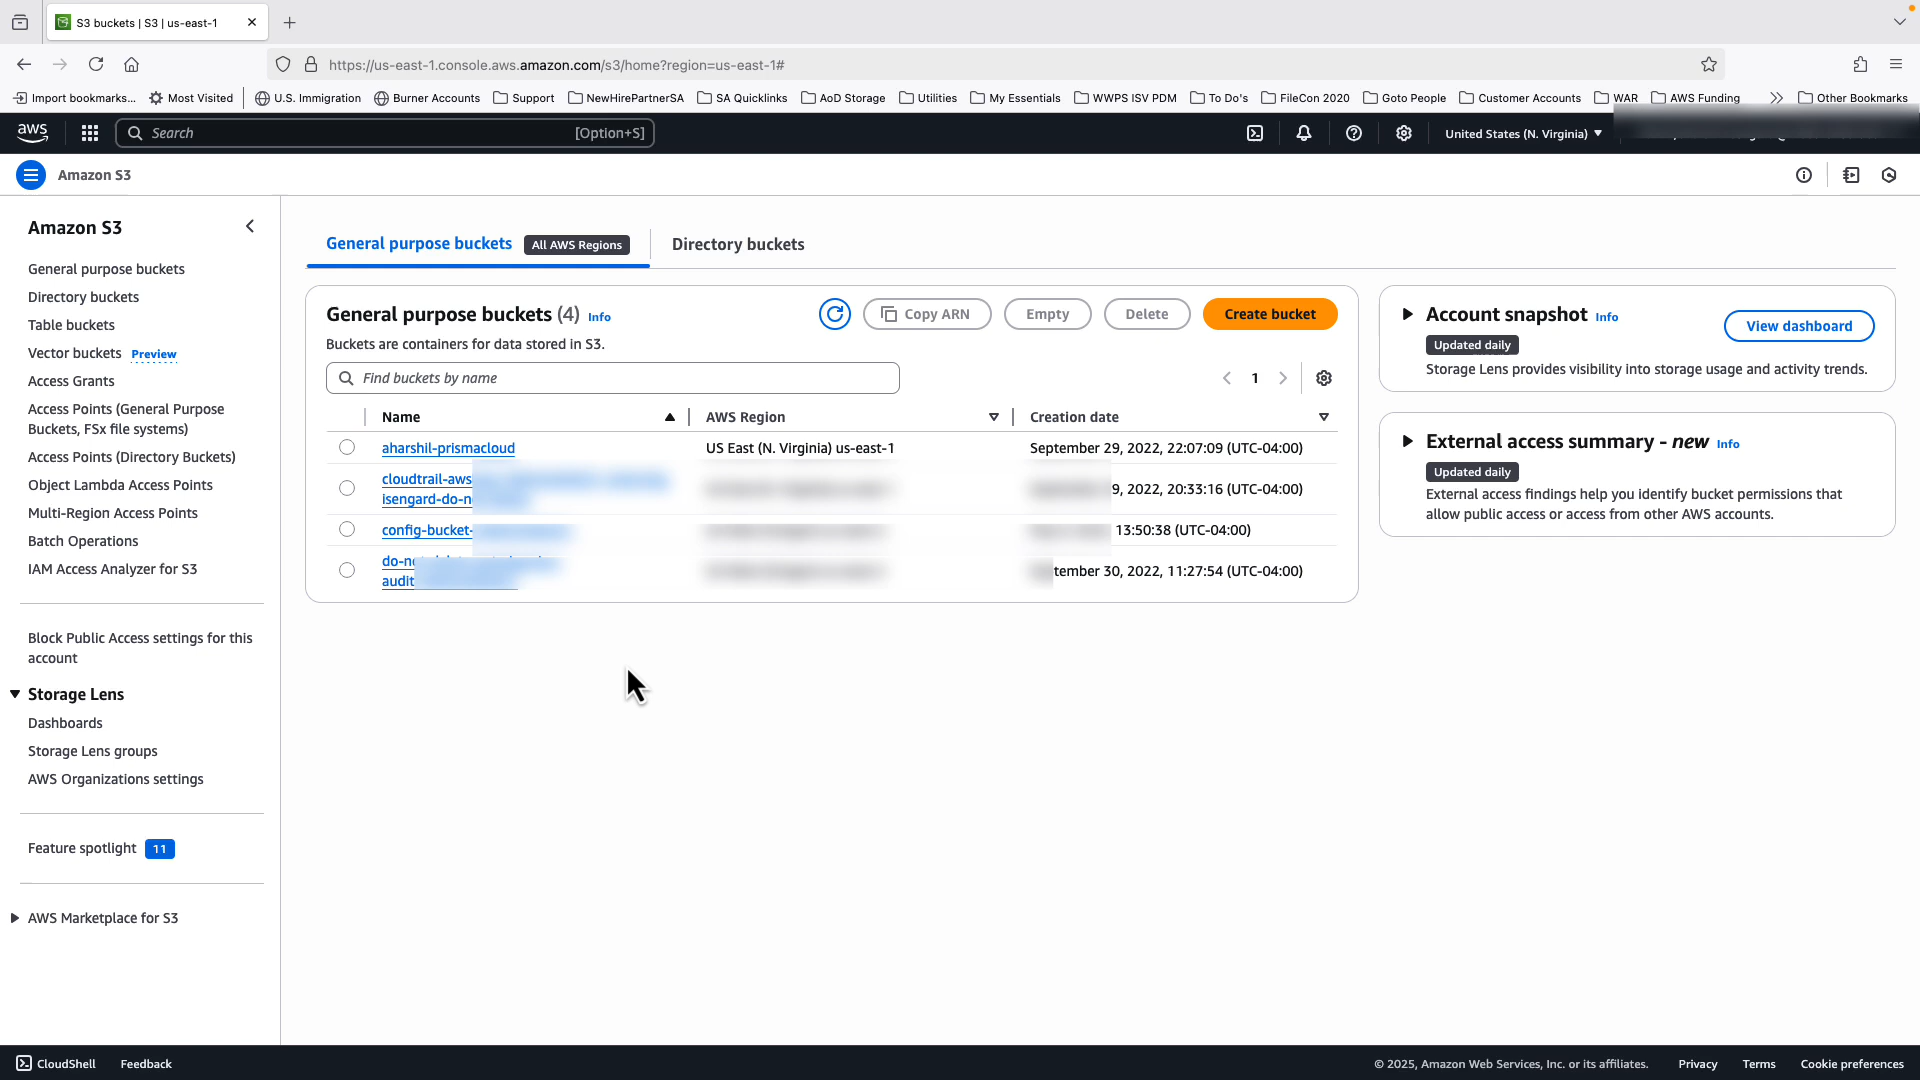 S3 buckets | S3 | us-east-1
https://us-east-1.console.aws.amazon.com/s3/home?region=us-east-1#
Import bookmarks... Most Visited U.S. Immigration Burner Accounts Support NewHirePartnerSA SA Quicklinks AoD Storage Utilities My Essentials WWPS ISV PDM To Do's FileCon 2020 Goto People Customer Accounts WAR AWS Funding Other Bookmarks
aws Search [Option+S] United States (N. Virginia)
Amazon S3
Amazon S3
General purpose buckets
Directory buckets
Table buckets
Vector buckets Preview
Access Grants
Access Points (General Purpose
Buckets, FSx file systems)
Access Points (Directory Buckets)
Object Lambda Access Points
Multi-Region Access Points
Batch Operations
IAM Access Analyzer for S3
Block Public Access settings for this
account
Storage Lens
Dashboards
Storage Lens groups
AWS Organizations settings
Feature spotlight 11
AWS Marketplace for S3
General purpose buckets All AWS Regions Directory buckets
General purpose buckets (4) Info Copy ARN Empty Delete Create bucket
Buckets are containers for data stored in S3.
Find buckets by name 1
Name AWS Region Creation date
aharshil-prismacloud US East (N. Virginia) us-east-1 September 29, 2022, 22:07:09 (UTC-04:00)
cloudtrail-aws
isengard-do-n 9, 2022, 20:33:16 (UTC-04:00)
config-bucket- 13:50:38 (UTC-04:00)
do-n
audit tember 30, 2022, 11:27:54 (UTC-04:00)
Account snapshot Info View dashboard
Updated daily
Storage Lens provides visibility into storage usage and activity trends.
External access summary - new Info
Updated daily
External access findings help you identify bucket permissions that
allow public access or access from other AWS accounts.
CloudShell Feedback © 2025, Amazon Web Services, Inc. or its affiliates. Privacy Terms Cookie preferences